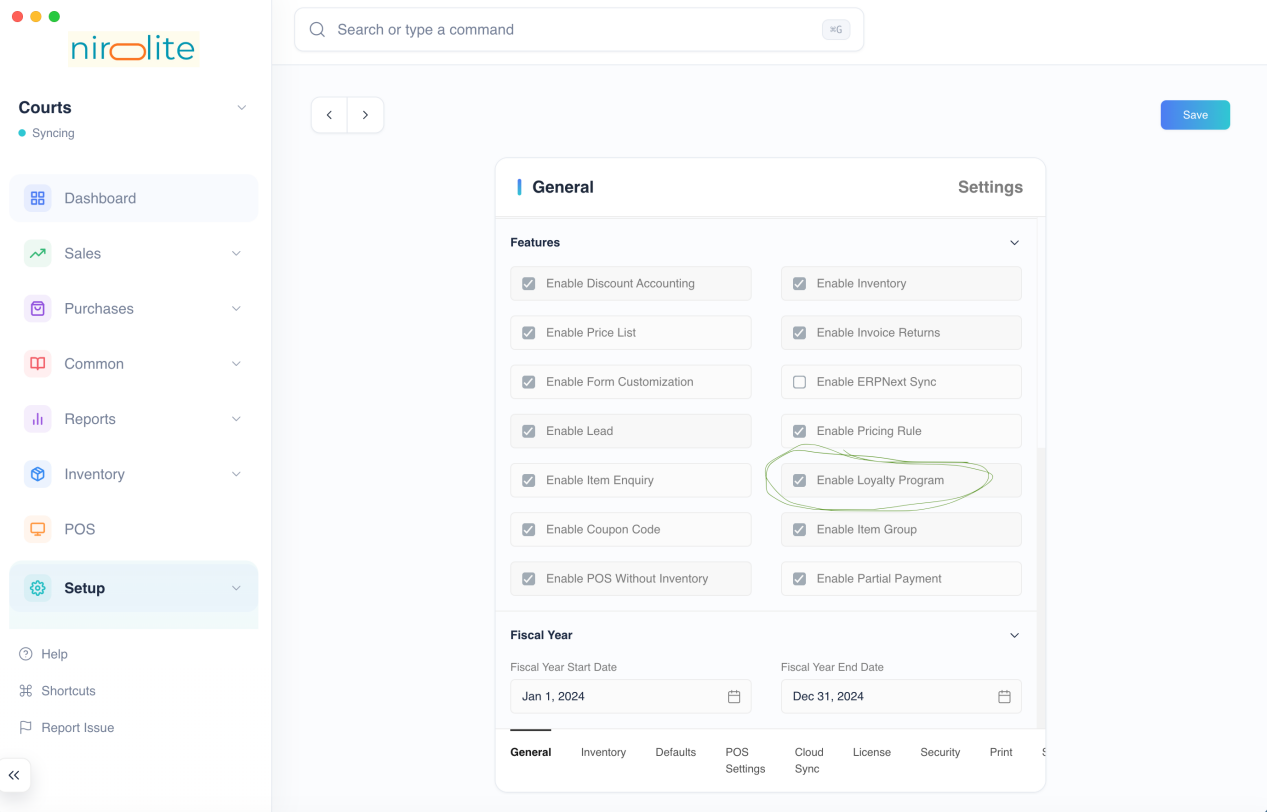 nirolite
Search or type a command
⌘G
Courts
Syncing
Save
General
Settings
Dashboard
Sales
Purchases
Common
Reports
Inventory
POS
Setup
Help
Shortcuts
Report Issue
Features
Enable Discount Accounting
Enable Inventory
Enable Price List
Enable Invoice Returns
Enable Form Customization
Enable ERPNext Sync
Enable Lead
Enable Pricing Rule
Enable Item Enquiry
Enable Loyalty Program
Enable Coupon Code
Enable Item Group
Enable POS Without Inventory
Enable Partial Payment
Fiscal Year
Fiscal Year Start Date
Fiscal Year End Date
Jan 1, 2024
Dec 31, 2024
General
Inventory
Defaults
POS
Settings
Cloud
Sync
License
Security
Print